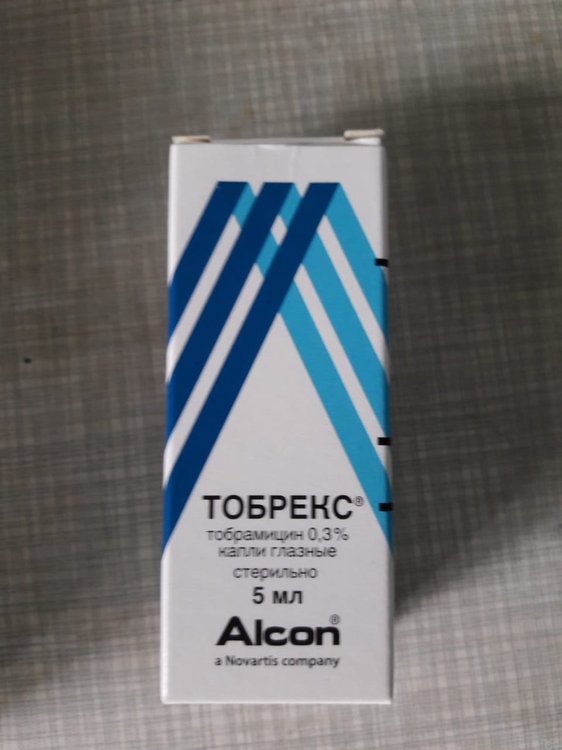 ТОБРЕКС®
тобрамицин 0,3%
капли глазные
стерильно
5 мл
Alcon®
a Novartis company